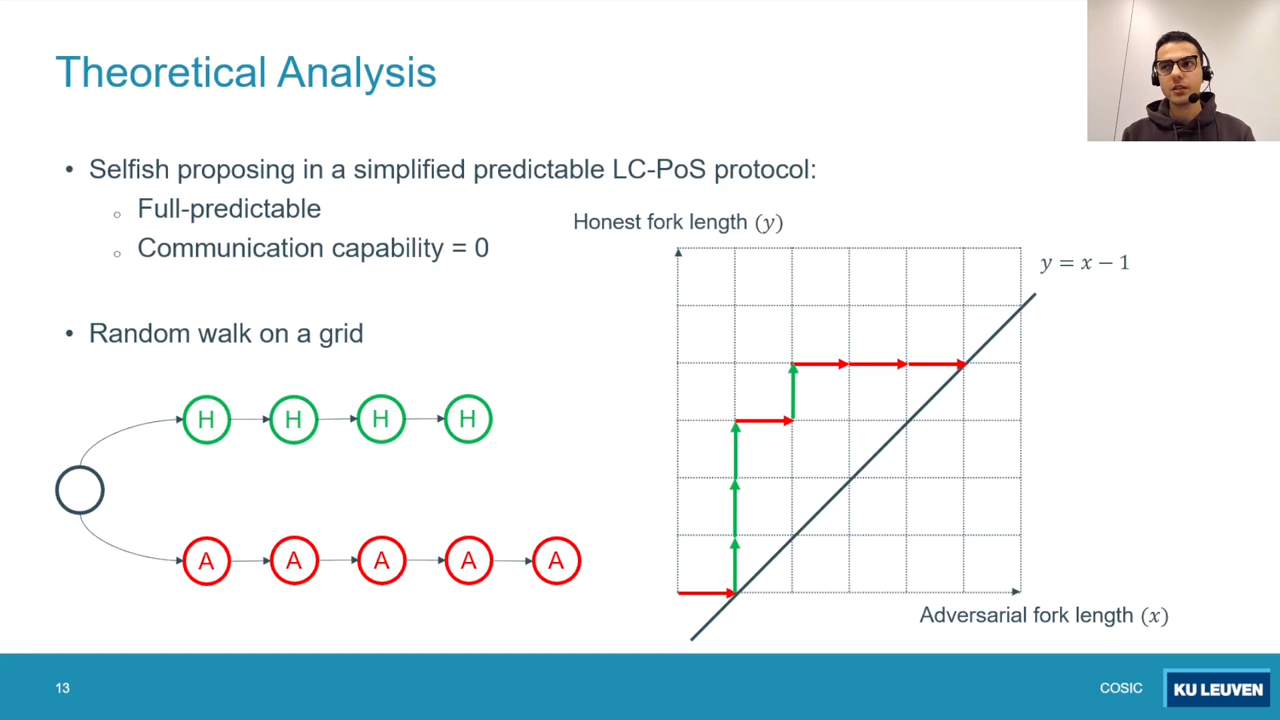 Theoretical Analysis
• Selfish proposing in a simplified predictable LC-PoS protocol:
○ Full-predictable
○ Communication capability = 0
• Random walk on a grid
H H H H
A A A A A
Honest fork length (y)
y = x − 1
Adversarial fork length (x)
13
COSIC
KU LEUVEN